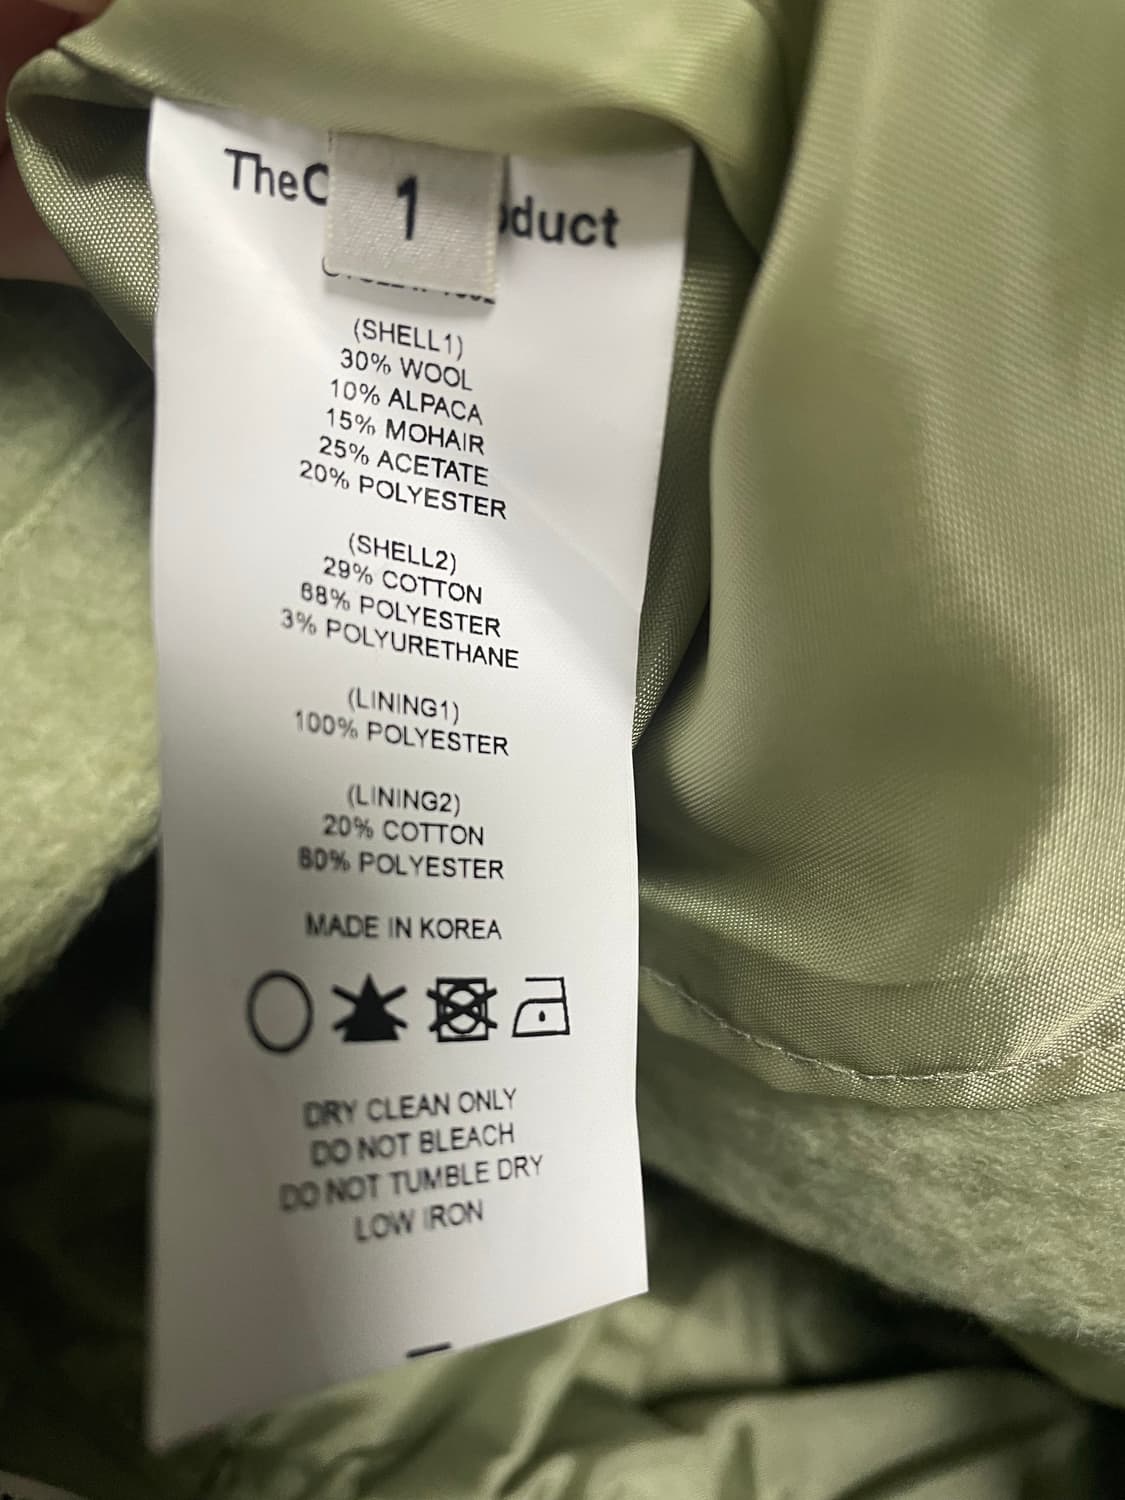 TheC
1
oduct
(SHELL1)
30% WOOL
10% ALPACA
15% MOHAIR
25% ACETATE
20% POLYESTER
(SHELL2)
29% COTTON
68% POLYESTER
3% POLYURETHANE
(LINING1)
100% POLYESTER
(LINING2)
20% COTTON
80% POLYESTER
MADE IN KOREA
DRY CLEAN ONLY
DO NOT BLEACH
DO NOT TUMBLE DRY
LOW IRON